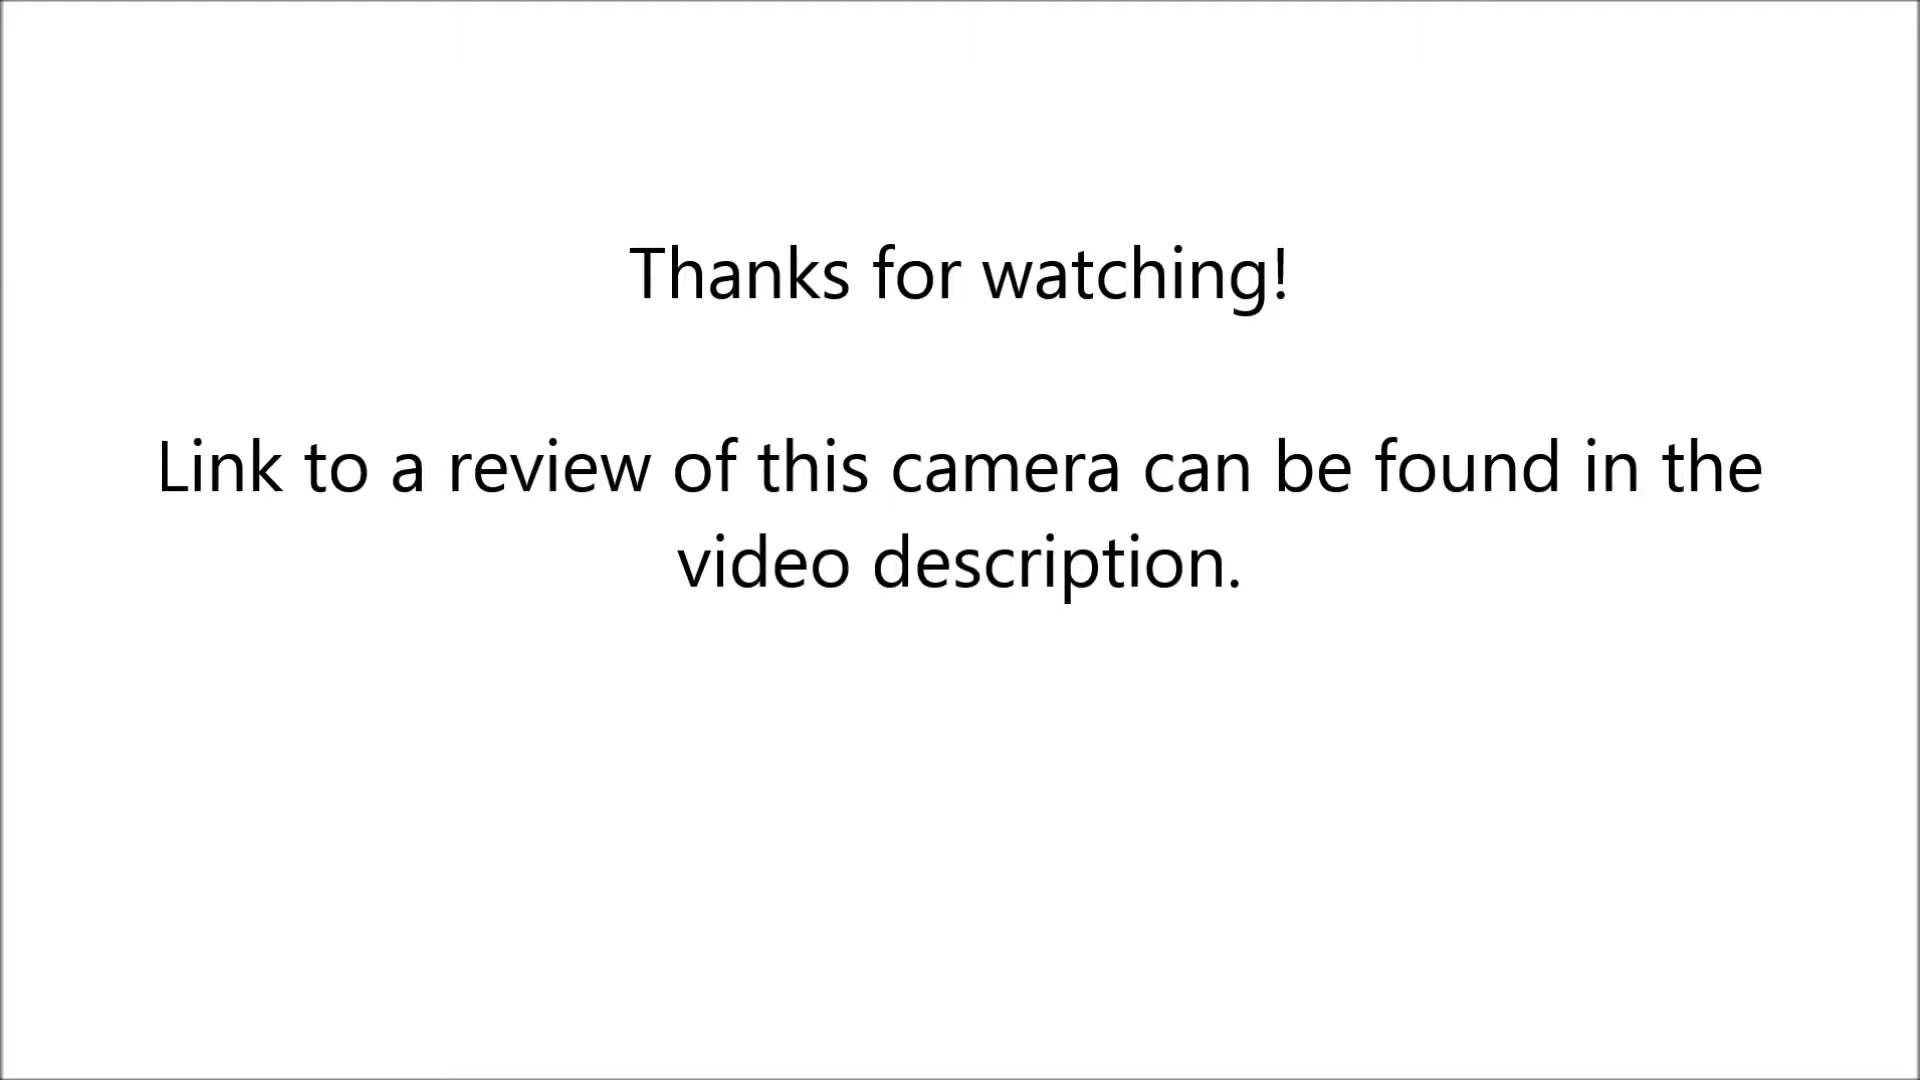 Thanks for watching!
Link to a review of this camera can be found in the
video description.